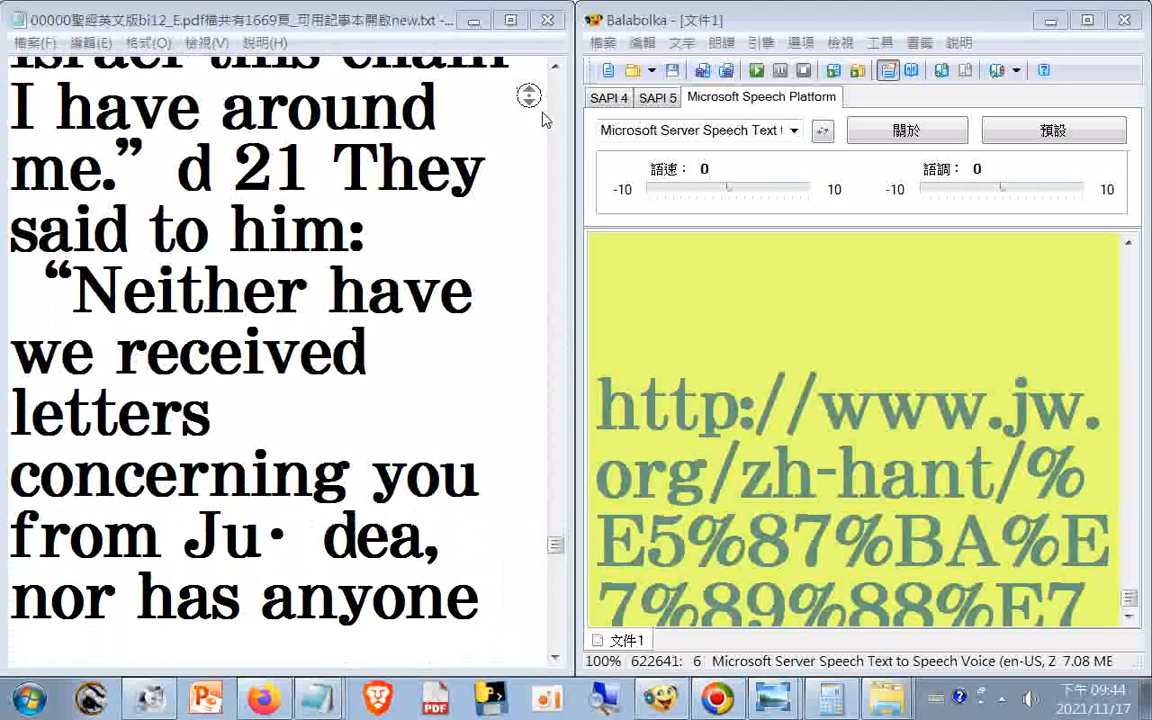 00000聖經英文版bi12_E.pdf檔共有1669頁_可用記事本開啟new.txt -...
檔案(F) 編輯(E) 格式(O) 檢視(V) 說明(H)
Israel this chain
I have around
me.” d 21 They
said to him:
“Neither have
we received
letters
concerning you
from Ju· dea,
nor has anyone
Balabolka - [文件1]
檔案 編輯 文字 朗讀 引擎 選項 檢視 工具 書籤 說明
SAPI 4 SAPI 5 Microsoft Speech Platform
Microsoft Server Speech Text 關於 預設
語速： 0 語調： 0
-10 10 -10 10
http://www.jw.
org/zh-hant/%
E5%87%BA%E
7%89%88%E7
文件1
100% 622641: 6 Microsoft Server Speech Text to Speech Voice (en-US, Z 7.08 ME
PDF
下午 09:44
2021/11/17